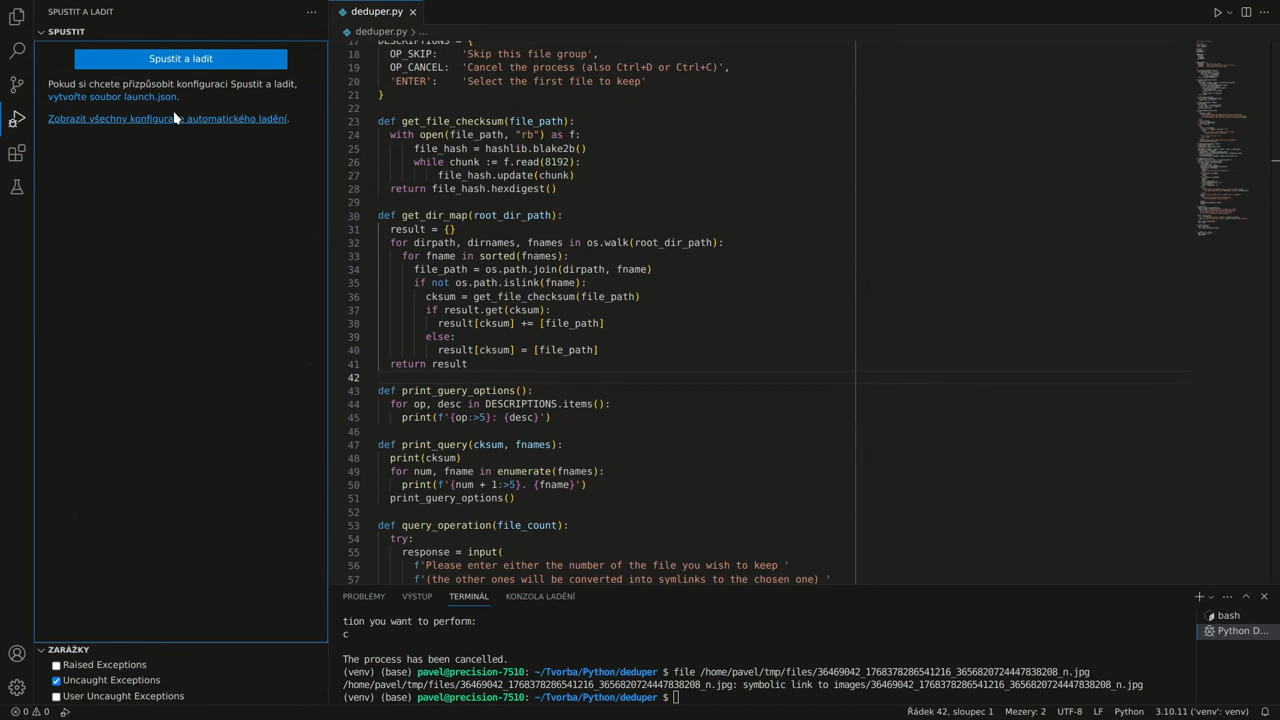 SPUSTIT A LADIT
SPUSTIT
Spustit a ladit
Pokud si chcete přizpůsobit konfiguraci Spustit a ladit,
vytvořte soubor launch.json.
Zobrazit všechny konfigurace automatického ladění.
ZARÁŽKY
Raised Exceptions
Uncaught Exceptions
User Uncaught Exceptions
deduper.py
deduper.py > ...
17 DESCRIPTIONS = {
18 OP_SKIP: 'Skip this file group',
19 OP_CANCEL: 'Cancel the process (also Ctrl+D or Ctrl+C)',
20 'ENTER': 'Select the first file to keep'
21 }
22
23 def get_file_checksum(file_path):
24 with open(file_path, "rb") as f:
25 file_hash = hashlib.blake2b()
26 while chunk := f.read(8192):
27 file_hash.update(chunk)
28 return file_hash.hexdigest()
29
30 def get_dir_map(root_dir_path):
31 result = {}
32 for dirpath, dirnames, fnames in os.walk(root_dir_path):
33 for fname in sorted(fnames):
34 file_path = os.path.join(dirpath, fname)
35 if not os.path.islink(fname):
36 cksum = get_file_checksum(file_path)
37 if result.get(cksum):
38 result[cksum] += [file_path]
39 else:
40 result[cksum] = [file_path]
41 return result
42
43 def print_guery_options():
44 for op, desc in DESCRIPTIONS.items():
45 print(f'{op:>5}: {desc}')
46
47 def print_query(cksum, fnames):
48 print(cksum)
49 for num, fname in enumerate(fnames):
50 print(f'{num + 1:>5}. {fname}')
51 print_guery_options()
52
53 def query_operation(file_count):
54 try:
55 response = input(
56 f'Please enter either the number of the file you wish to keep '
57 f'(the other ones will be converted into symlinks to the chosen one) '
PROBLÉMY VÝSTUP TERMINÁL KONZOLA LADĚNÍ
bash
Python D...
tion you want to perform:
c
The process has been cancelled.
(venv) (base) pavel@precision-7510: ~/Tvorba/Python/deduper $ file /home/pavel/tmp/files/36469042_1768378286541216_3656820724447838208_n.jpg
/home/pavel/tmp/files/36469042_1768378286541216_3656820724447838208_n.jpg: symbolic link to images/36469042_1768378286541216_3656820724447838208_n.jpg
(venv) (base) pavel@precision-7510: ~/Tvorba/Python/deduper $
0 0 Řádek 42, sloupec 1 Mezery: 2 UTF-8 LF Python 3.10.11 ('venv': venv)